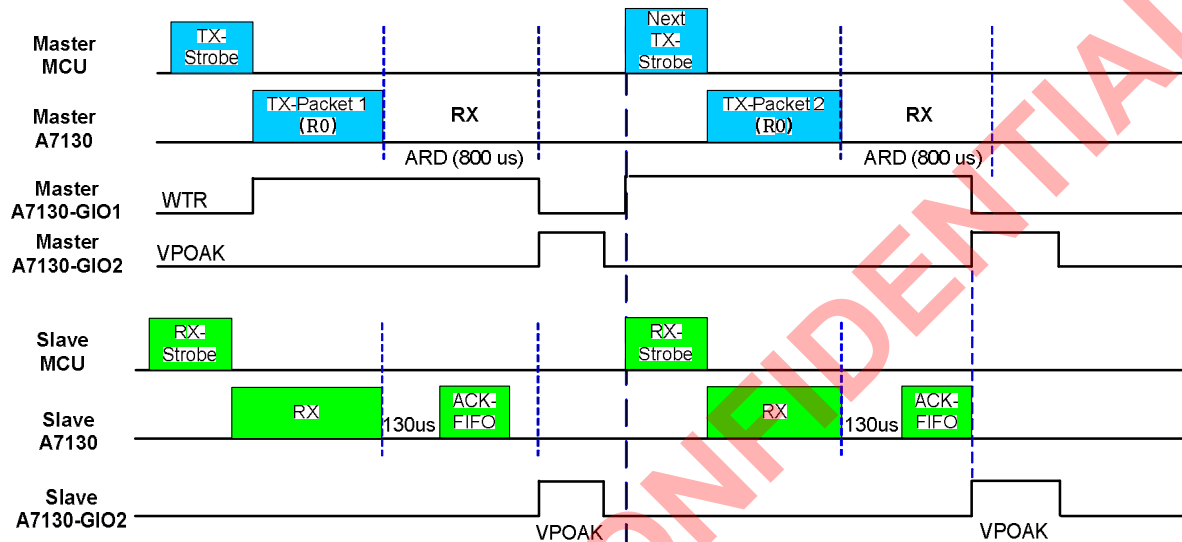 Master
MCU
TX-
Strobe
Next
TX-
Strobe
Master
A7130
TX-Packet 1
(R0)
RX
TX-Packet 2
(R0)
RX
ARD (800 us)
ARD (800 us)
Master
A7130-GIO1
WTR
Master
A7130-GIO2
VPOAK
Slave
MCU
RX-
Strobe
RX-
Strobe
Slave
A7130
RX
130us
ACK-
FIFO
RX
130us
ACK-
FIFO
Slave
A7130-GIO2
VPOAK
VPOAK
ONFIDENTIAL